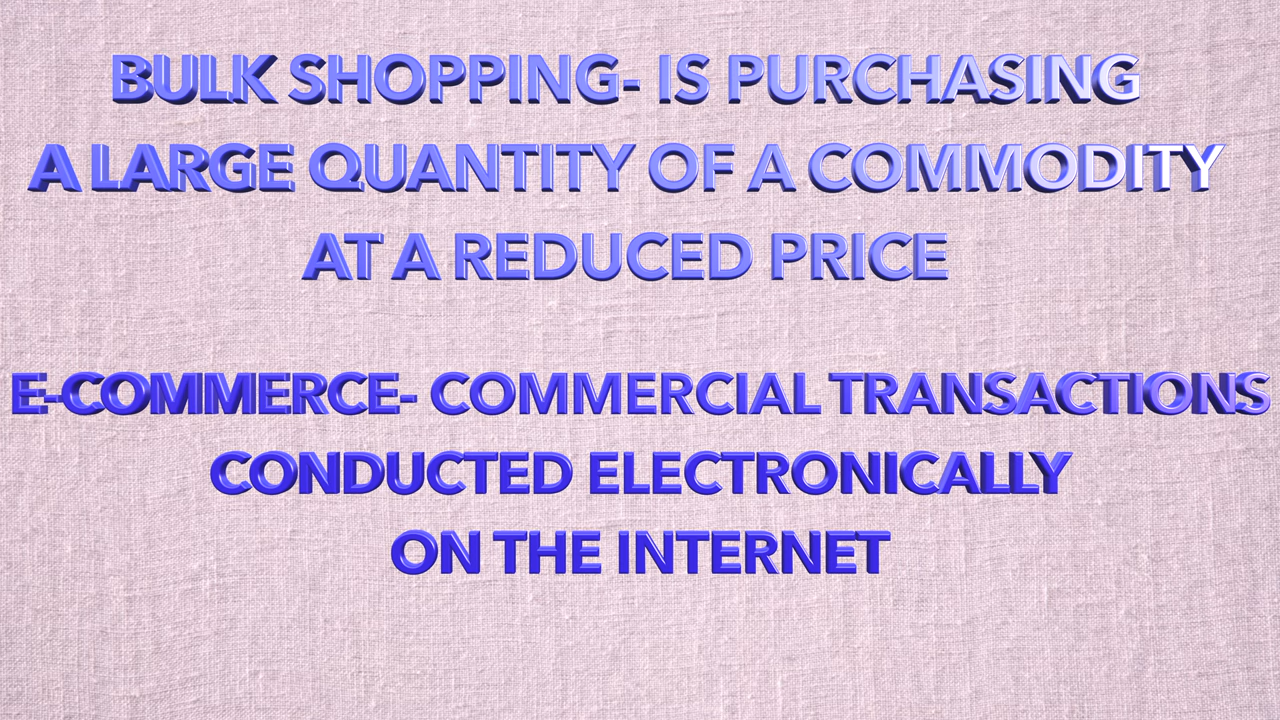 BULK SHOPPING- IS PURCHASING
A LARGE QUANTITY OF A COMMODITY
AT A REDUCED PRICE
E-COMMERCE- COMMERCIAL TRANSACTIONS
CONDUCTED ELECTRONICALLY
ON THE INTERNET